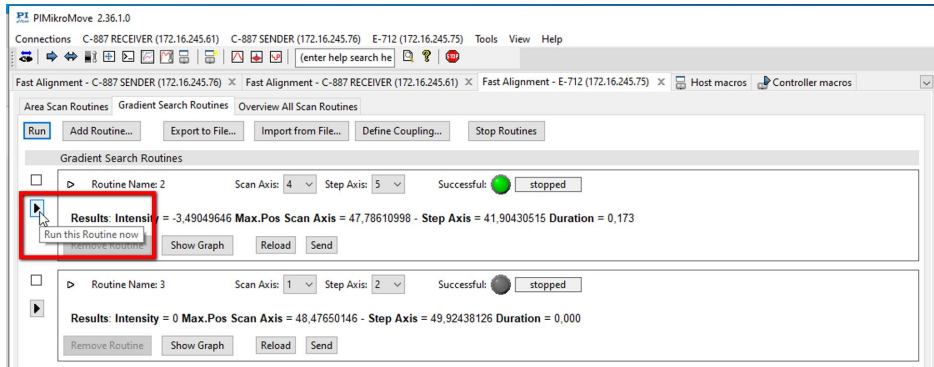 PI PIMikroMove 2.36.1.0
Connections C-887 RECEIVER (172.16.245.61) C-887 SENDER (172.16.245.76) E-712 (172.16.245.75) Tools View Help
(enter help search he STOP
Fast Alignment - C-887 SENDER (172.16.245.76) Fast Alignment - C-887 RECEIVER (172.16.245.61) Fast Alignment - E-712 (172.16.245.75) Host macros Controller macros
Area Scan Routines Gradient Search Routines Overview All Scan Routines
Run Add Routine... Export to File... Import from File... Define Coupling... Stop Routines
Gradient Search Routines
Routine Name: 2 Scan Axis: 4 Step Axis: 5 Successful: stopped
Results: Intensity = -3,49049646 Max.Pos Scan Axis = 47,78610998 - Step Axis = 41,90430515 Duration = 0,173
Run this Routine now
Remove Routine Show Graph Reload Send
Routine Name: 3 Scan Axis: 1 Step Axis: 2 Successful: stopped
Results: Intensity = 0 Max.Pos Scan Axis = 48,47650146 - Step Axis = 49,92438126 Duration = 0,000
Remove Routine Show Graph Reload Send